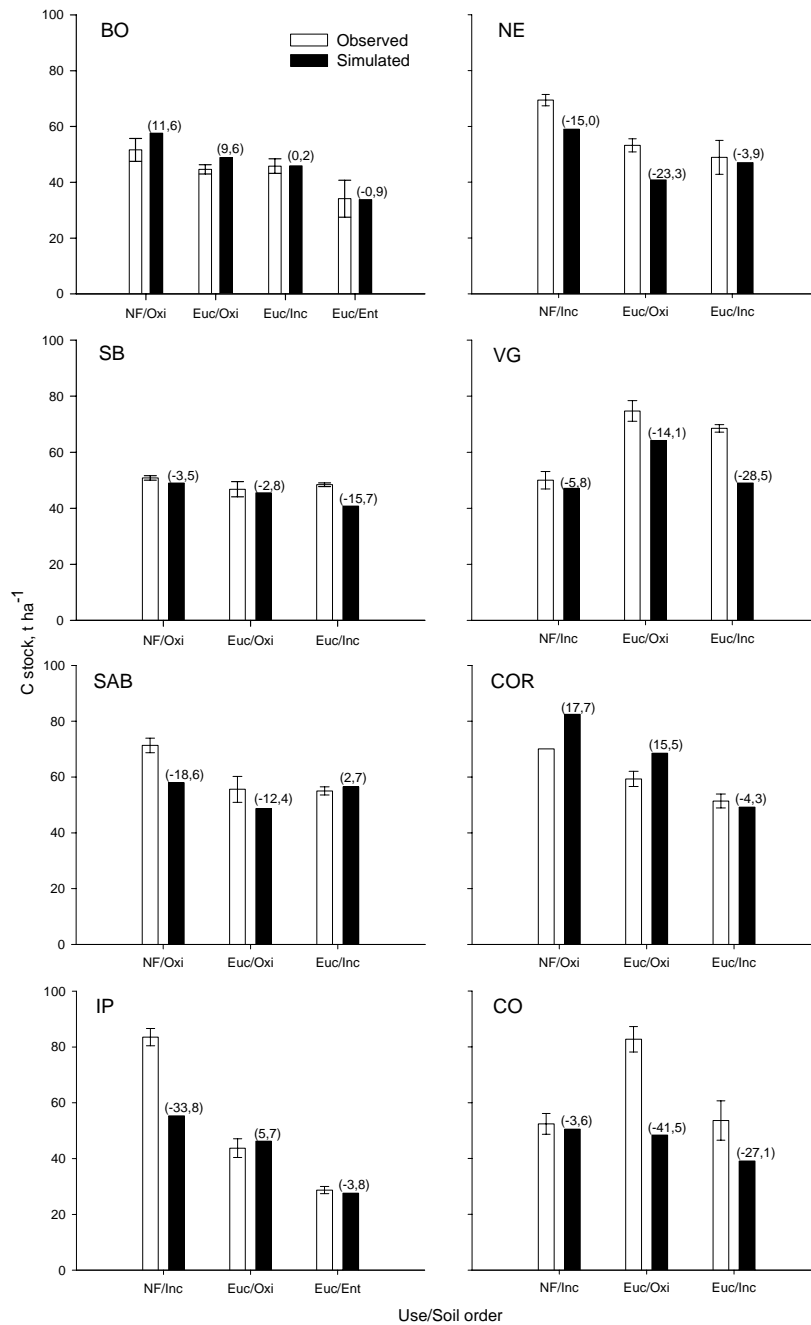 BO
Observed
Simulated
100
80
60
40
20
0
(11,6)
(9,6)
(0,2)
(-0,9)
NF/Oxi
Euc/Oxi
Euc/Inc
Euc/Ent
NE
(-15,0)
(-23,3)
(-3,9)
NF/Inc
Euc/Oxi
Euc/Inc
SB
100
80
60
40
20
0
(-3,5)
(-2,8)
(-15,7)
NF/Oxi
Euc/Oxi
Euc/Inc
VG
(-5,8)
(-14,1)
(-28,5)
NF/Inc
Euc/Oxi
Euc/Inc
C stock, t ha-1
SAB
100
80
60
40
20
0
(-18,6)
(-12,4)
(2,7)
NF/Oxi
Euc/Oxi
Euc/Inc
COR
(17,7)
(15,5)
(-4,3)
NF/Oxi
Euc/Oxi
Euc/Inc
IP
100
80
60
40
20
0
(-33,8)
(5,7)
(-3,8)
NF/Inc
Euc/Oxi
Euc/Ent
CO
(-3,6)
(-41,5)
(-27,1)
NF/Inc
Euc/Oxi
Euc/Inc
Use/Soil order